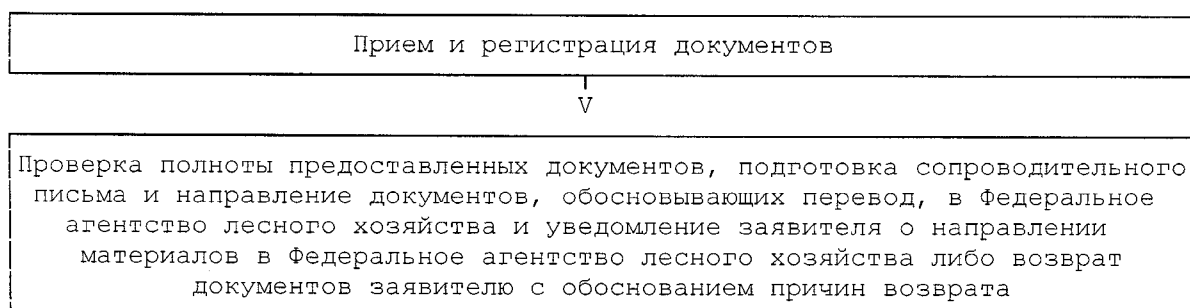 Прием и регистрация документов
V
Проверка полноты предоставленных документов, подготовка сопроводительного
письма и направление документов, обосновывающих перевод, в Федеральное
агентство лесного хозяйства и уведомление заявителя о направлении
материалов в Федеральное агентство лесного хозяйства либо возврат
документов заявителю с обоснованием причин возврата